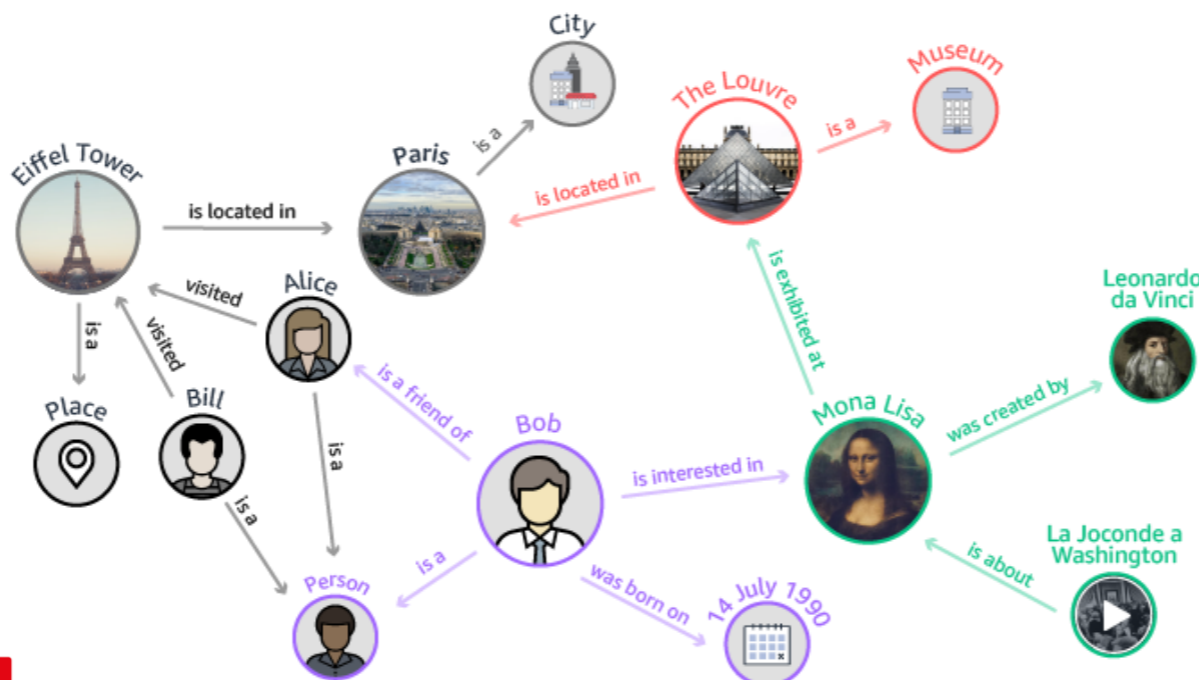 City
The Louvre
Museum
is a
is a
Eiffel Tower
Paris
is located in
is located in
visited
Alice
is exhibited at
Leonardo
da Vinci
is a
visited
Place
Bill
is a friend of
Bob
Mona Lisa
was created by
is a
is interested in
is a
La Joconde a
Washington
is about
Person
is a
was born on
14 July 1990